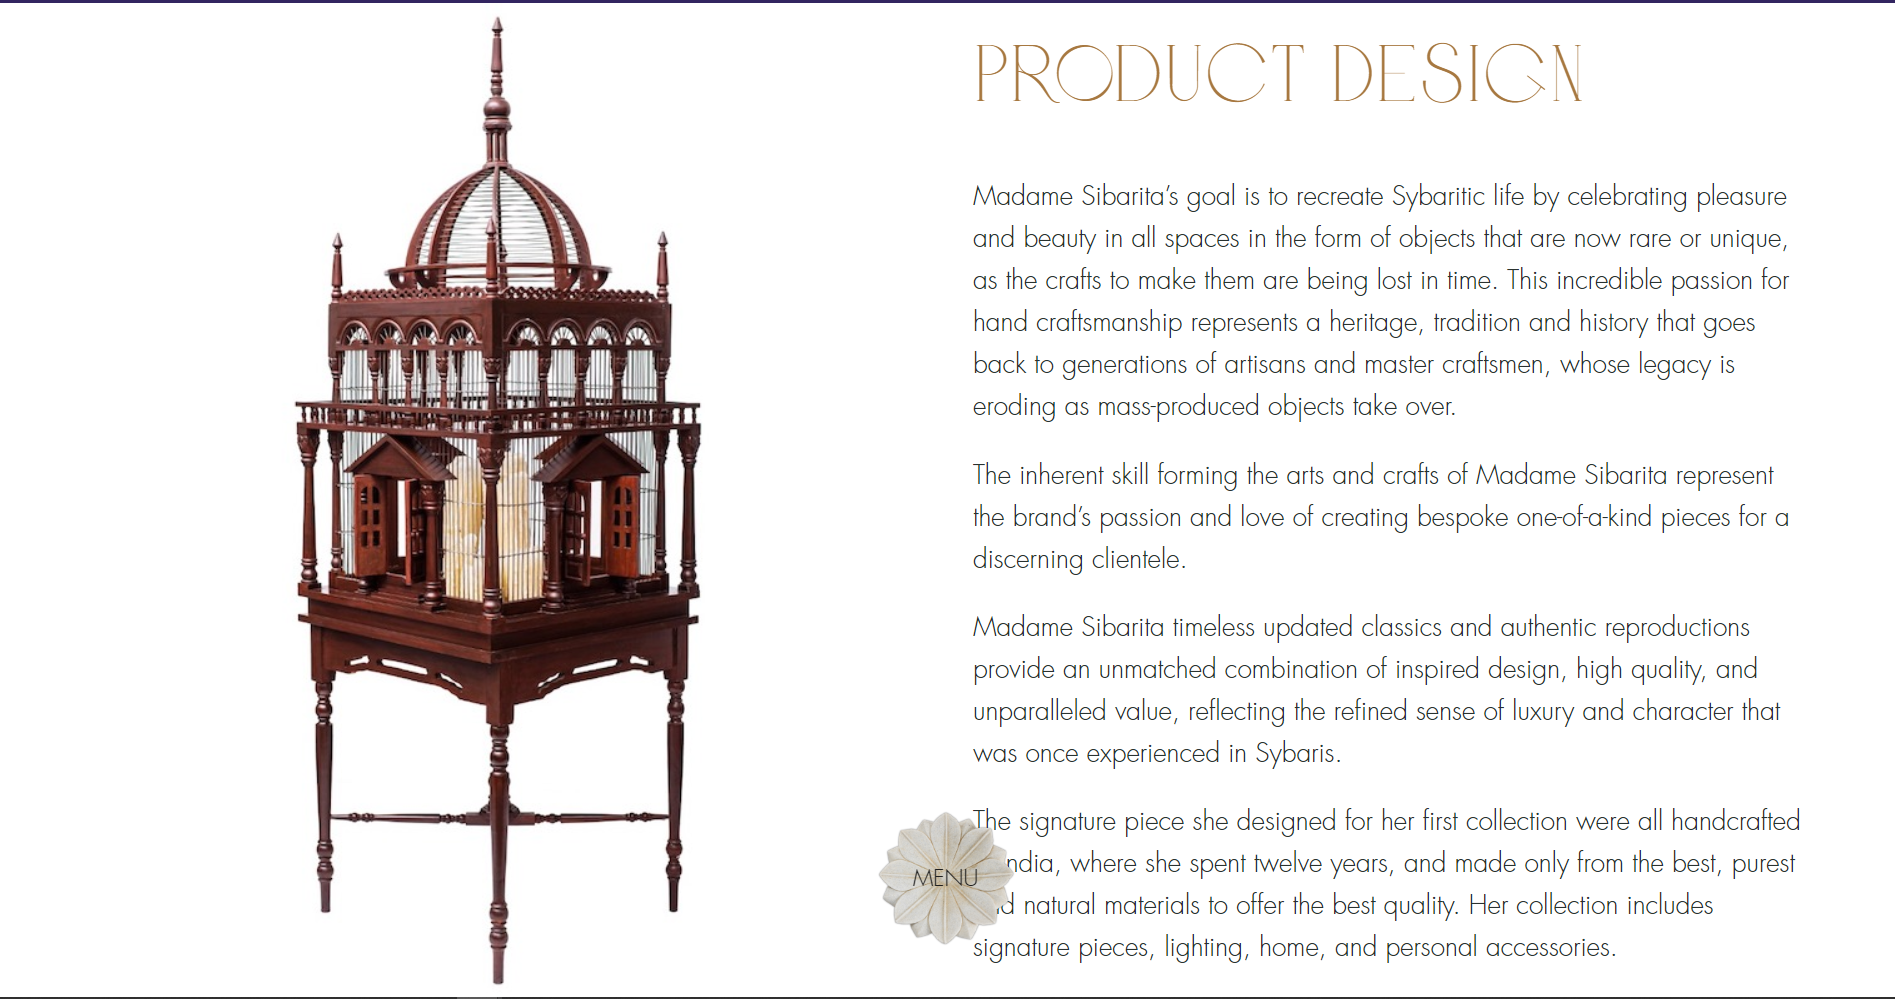 PRODUCT DESIGN
Madame Sibarita's goal is to recreate Sybaritic life by celebrating pleasure
and beauty in all spaces in the form of objects that are now rare or unique,
as the crafts to make them are being lost in time. This incredible passion for
hand craftsmanship represents a heritage, tradition and history that goes
back to generations of artisans and master craftsmen, whose legacy is
eroding as mass-produced objects take over.
The inherent skill forming the arts and crafts of Madame Sibarita represent
the brand's passion and love of creating bespoke one-of-a-kind pieces for a
discerning clientele.
Madame Sibarita timeless updated classics and authentic reproductions
provide an unmatched combination of inspired design, high quality, and
unparalleled value, reflecting the refined sense of luxury and character that
was once experienced in Sybaris.
The signature piece she designed for her first collection were all handcrafted
ndia, where she spent twelve years, and made only from the best, purest
d natural materials to offer the best quality. Her collection includes
signature pieces, lighting, home, and personal accessories.
MENU